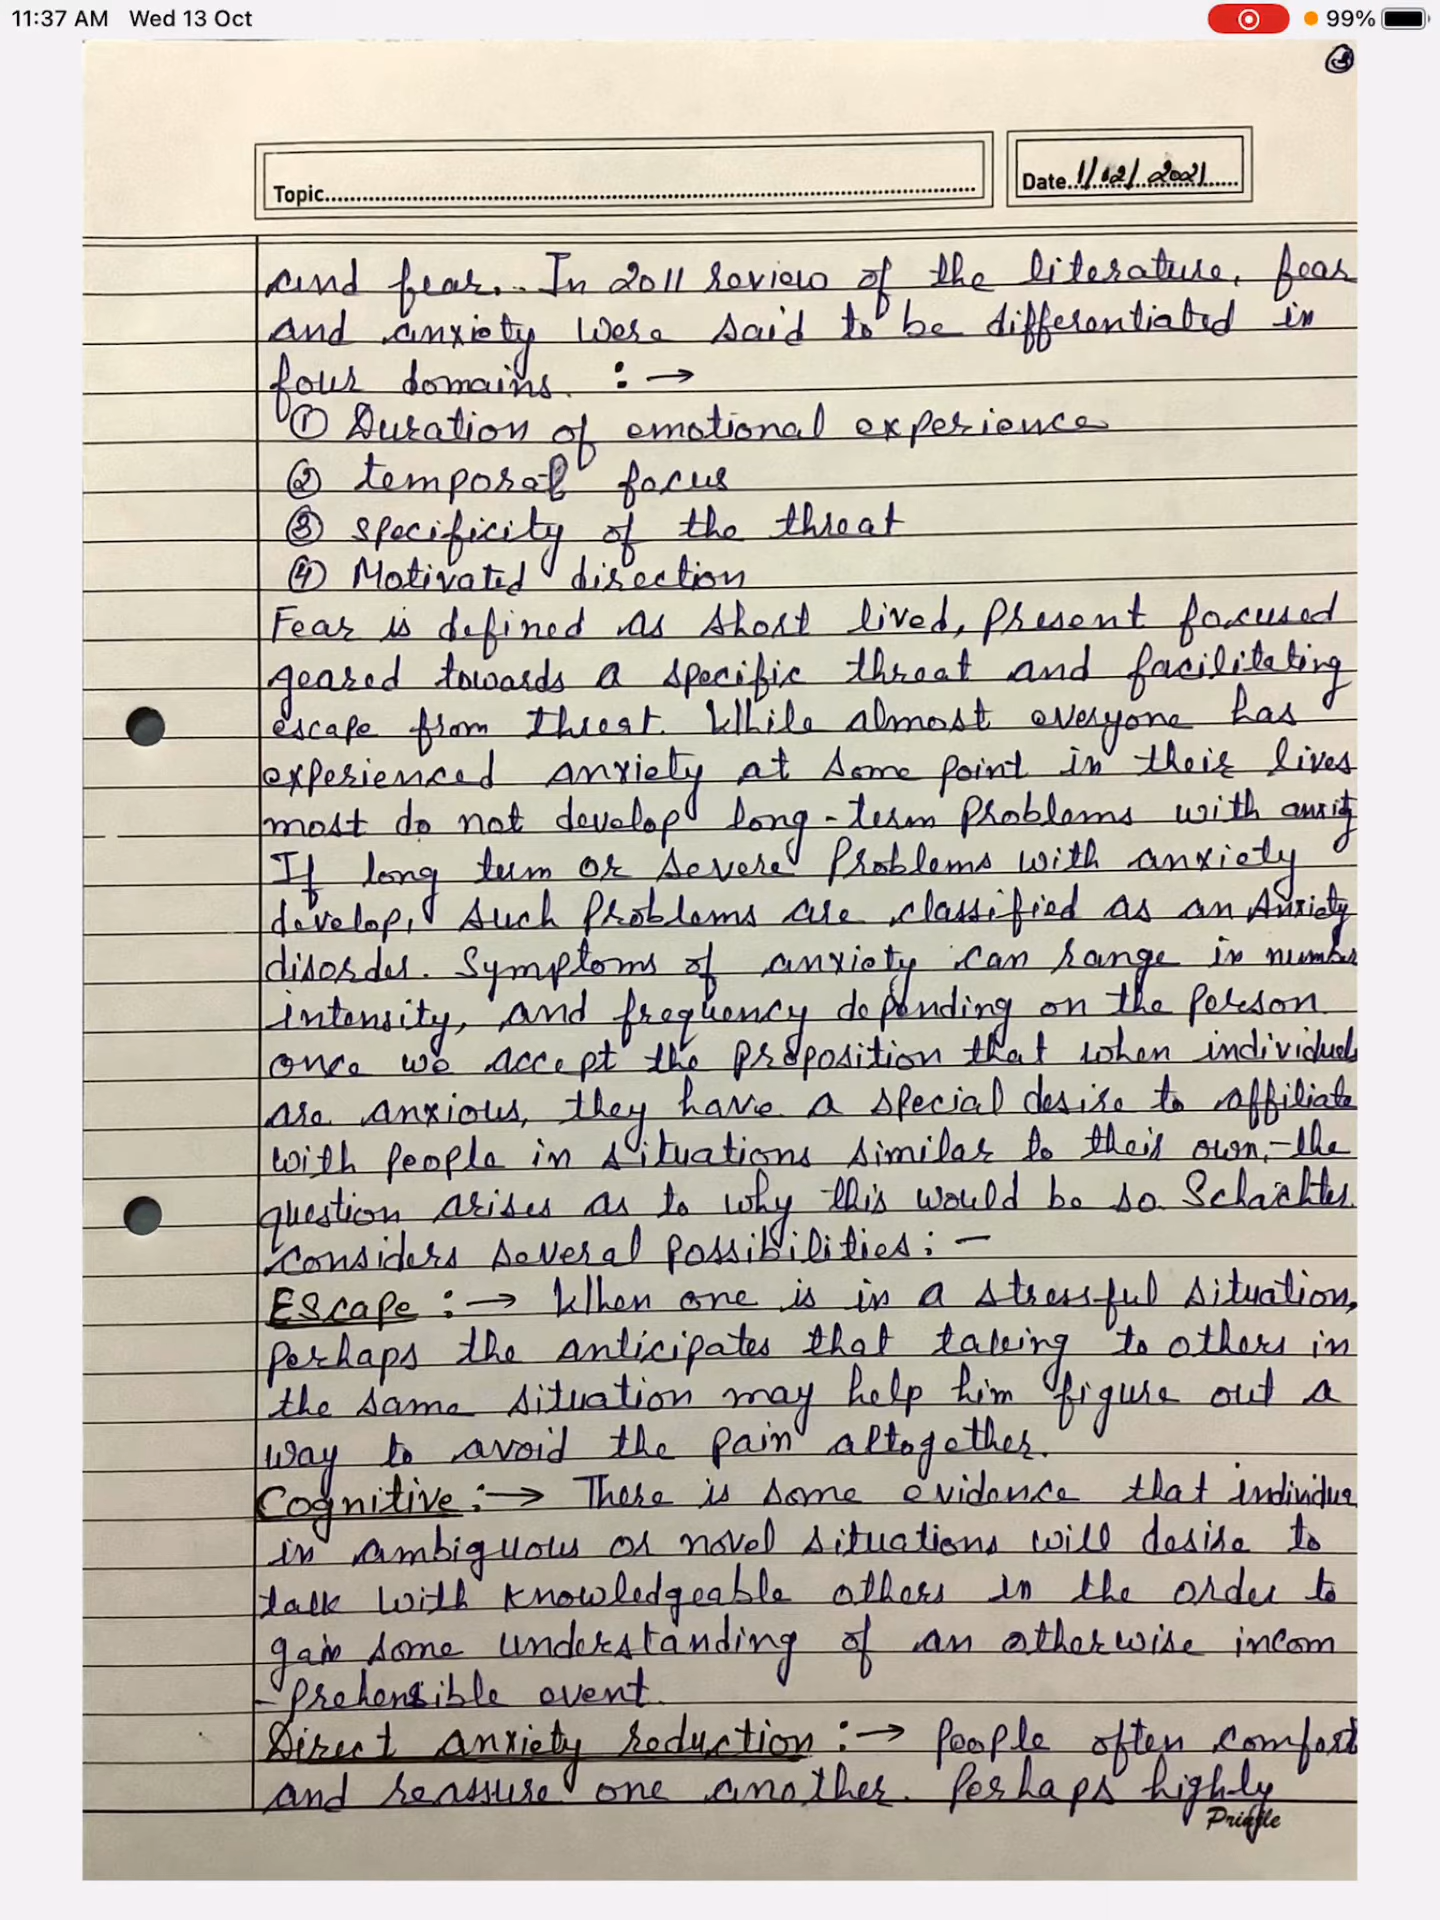 11:37 AM Wed 13 Oct
99%
3
Topic
Date 1/02/2021
and fear. In 2011 review of the literature, fear
and anxiety were said to be differentiated in
four domains. : →
① Duration of emotional experience
② temporal focus
③ specificity of the threat
④ Motivated direction
Fear is defined as short lived, Present focused
geared towards a specific threat and facilitating
escape from threat. While almost everyone has
experienced anxiety at some point in their lives
most do not develop long-term Problems with anxity
If long term or severe Problems with anxiety
develop, such Problems are classified as an Anxiety
disorder. Symptoms of anxiety can range in number
intensity, and frequency depending on the Person
once we accept the proposition that when individuals
are anxious, they have a special desire to affiliate
with people in situations similar to their own, the
question arises as to why this would be so. Schachter
considers several possibilities : -
Escape : → When one is in a stressful situation,
perhaps the anticipates that taking to others in
the same situation may help him figure out a
way to avoid the pain altogether.
Cognitive : → There is some evidence that individua
in ambiguous or novel situations will desire to
talk with knowledgeable others in the order to
gain some understanding of an otherwise incom
- prehensible event.
Direct anxiety reduction : → People often comfort
and reassure one another. Perhaps highly
Pringle